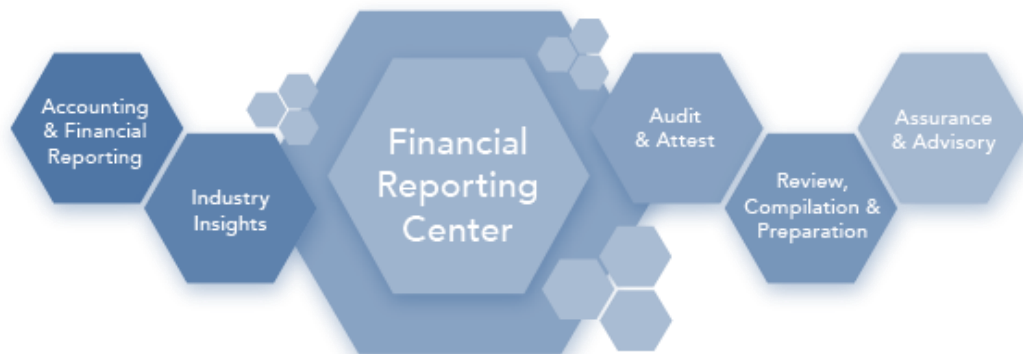 Accounting
& Financial
Reporting
Industry
Insights
Financial
Reporting
Center
Audit
& Attest
Review,
Compilation &
Preparation
Assurance
& Advisory